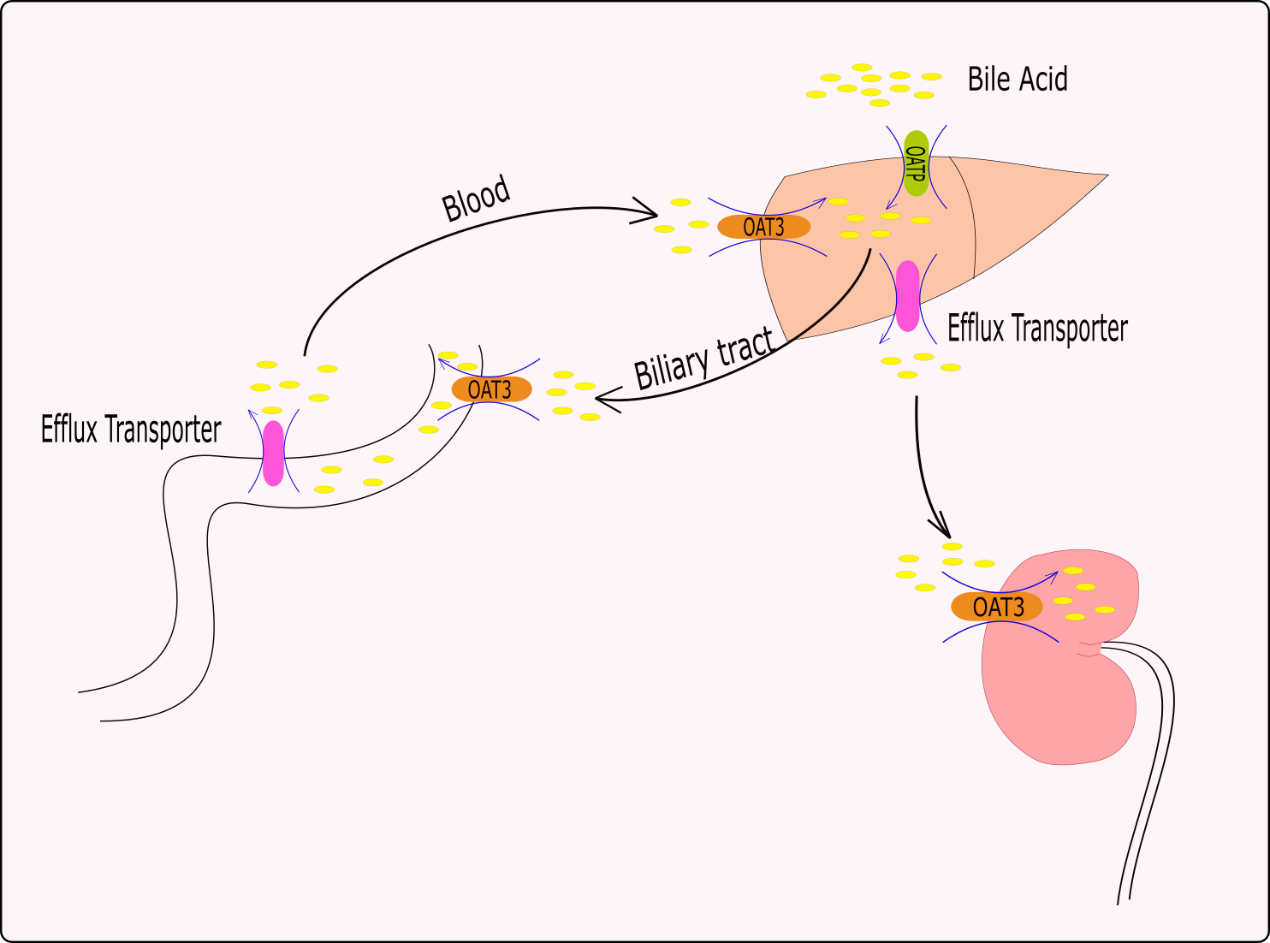 Bile Acid
OATP
Blood
OAT3
Efflux Transporter
Biliary tract
OAT3
Efflux Transporter
OAT3